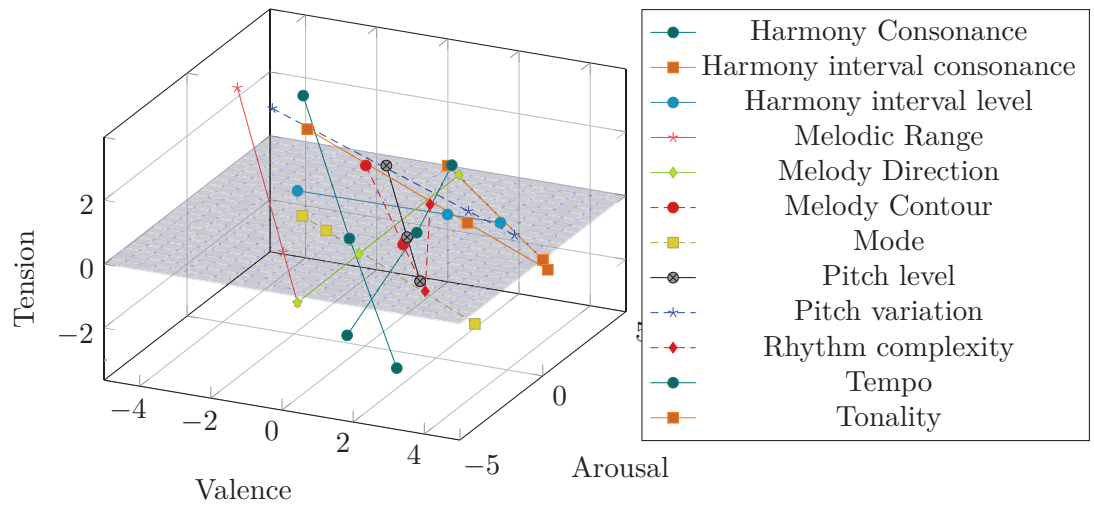 2
0
−2
Tension
−4
−2
0
2
4
−5
0
Valence
Arousal
Harmony Consonance
Harmony interval consonance
Harmony interval level
Melodic Range
Melody Direction
Melody Contour
Mode
Pitch level
Pitch variation
Rhythm complexity
Tempo
Tonality